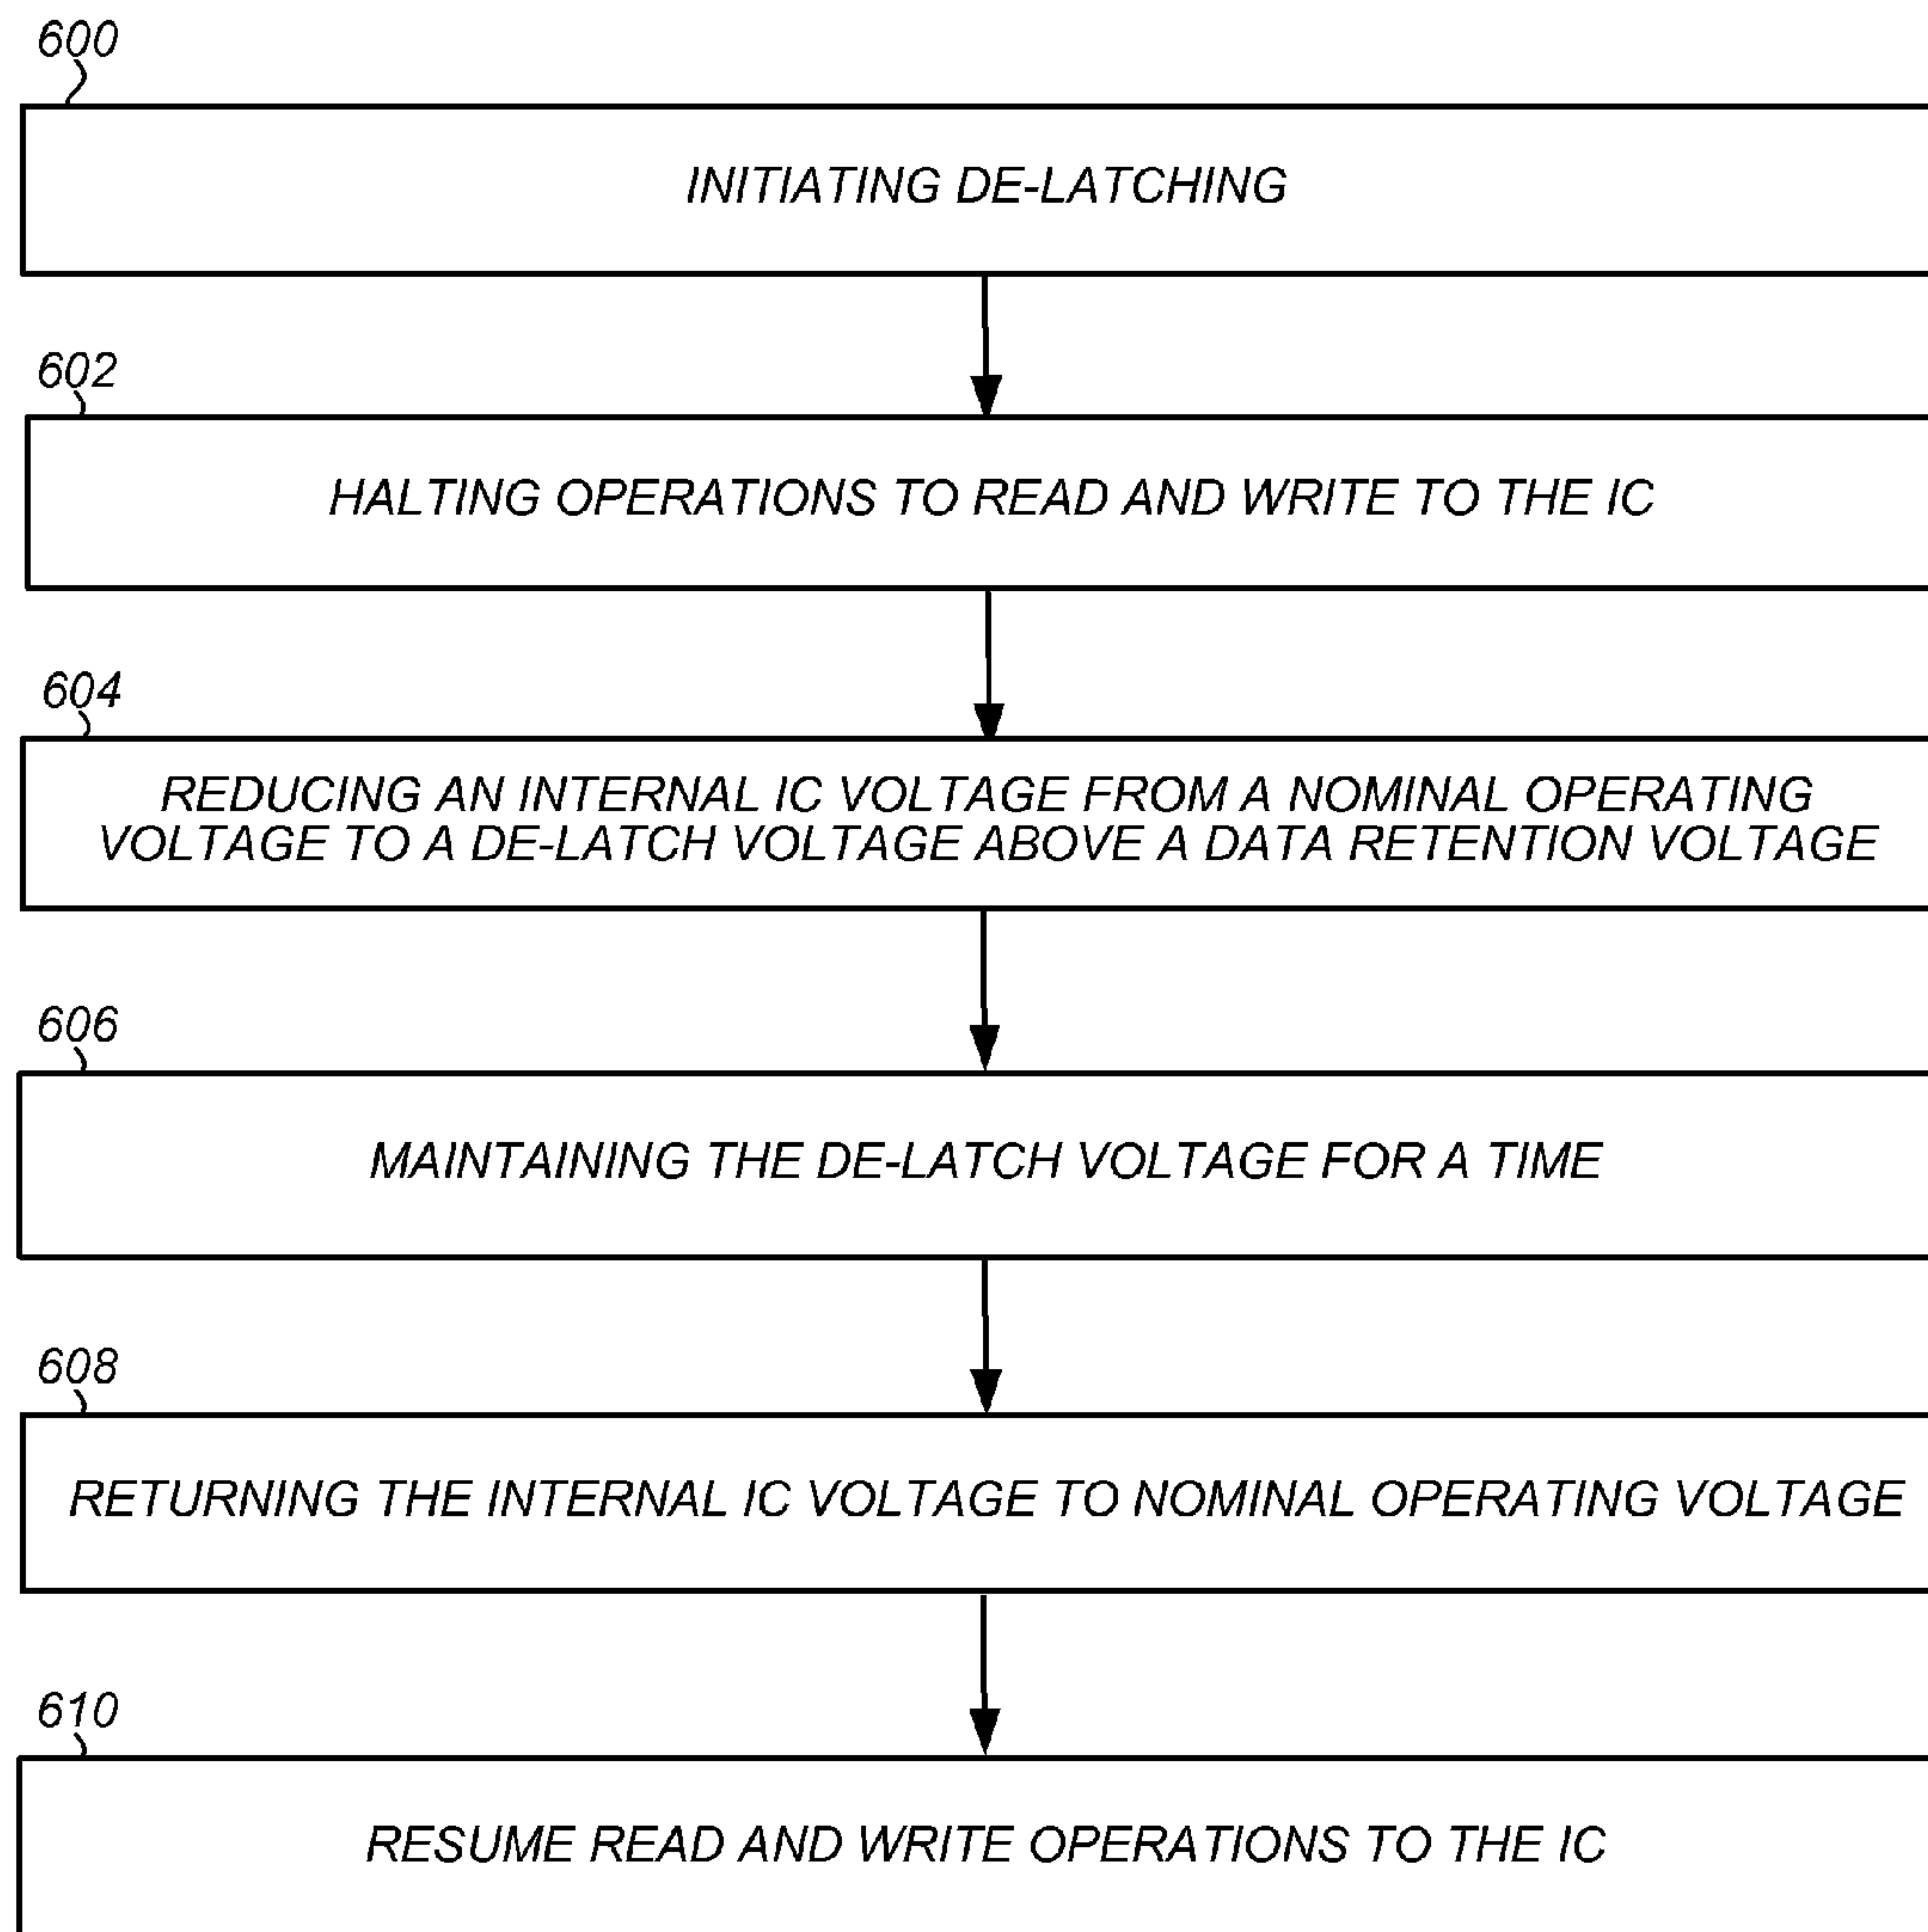 600
INITIATING DE-LATCHING
602
HALTING OPERATIONS TO READ AND WRITE TO THE IC
604
REDUCING AN INTERNAL IC VOLTAGE FROM A NOMINAL OPERATING
VOLTAGE TO A DE-LATCH VOLTAGE ABOVE A DATA RETENTION VOLTAGE
606
MAINTAINING THE DE-LATCH VOLTAGE FOR A TIME
608
RETURNING THE INTERNAL IC VOLTAGE TO NOMINAL OPERATING VOLTAGE
610
RESUME READ AND WRITE OPERATIONS TO THE IC